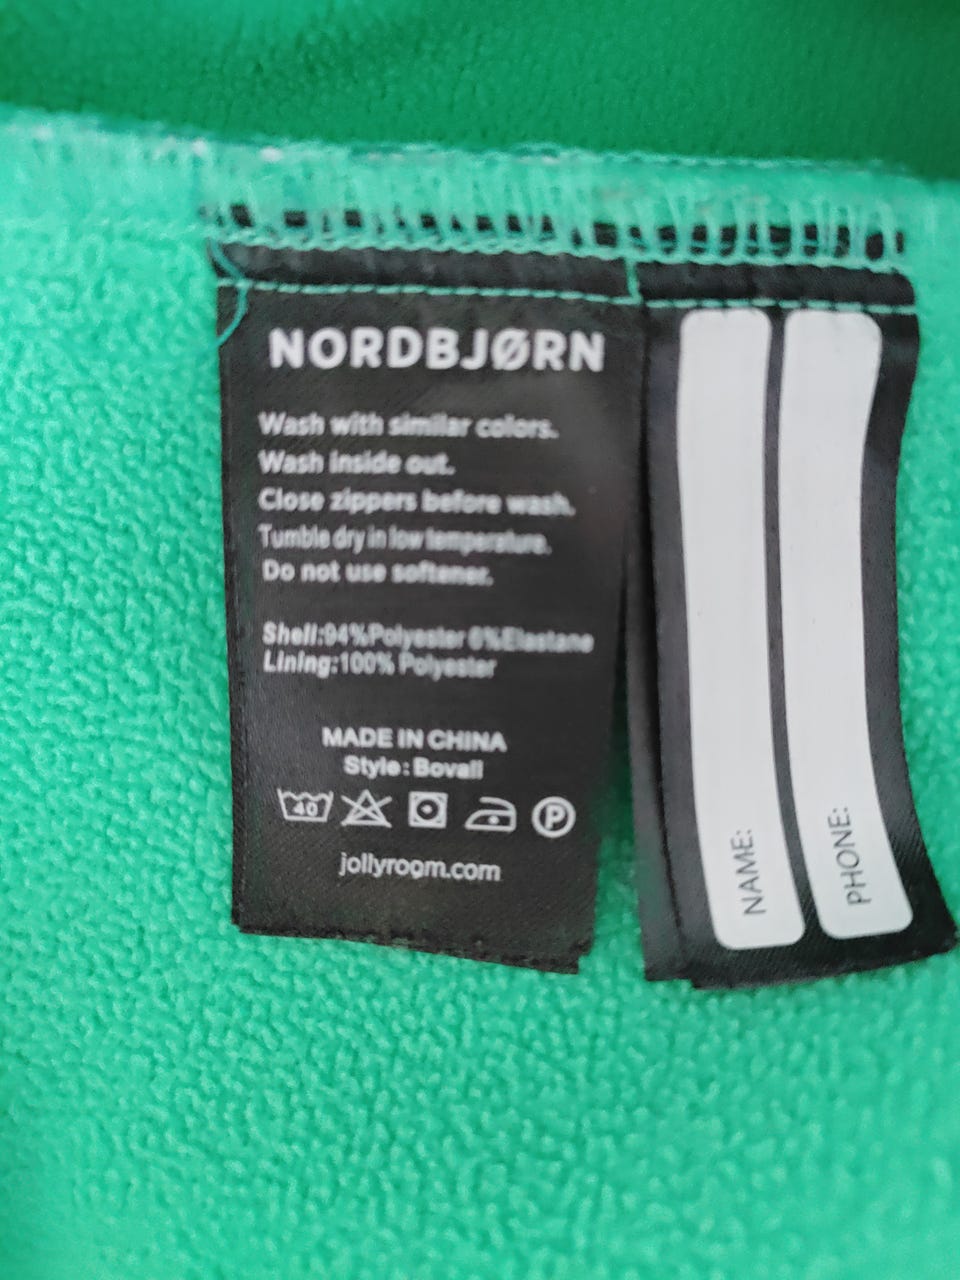 NORDBJØRN
Wash with similar colors.
Wash inside out.
Close zippers before wash.
Tumble dry in low temperature.
Do not use softener.
Shell:94%Polyester 6%Elastane
Lining:100% Polyester
MADE IN CHINA
Style:Bovall
40
P
jollyroom.com
NAME:
PHONE: